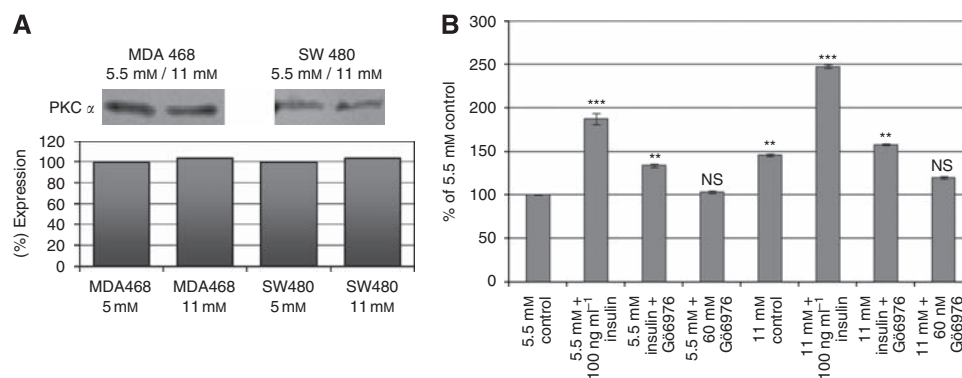 A
MDA 468
5.5 mM / 11 mM
SW 480
5.5 mM / 11 mM
PKC α
(%) Expression
120
100
80
60
40
20
0
MDA468
5 mM
MDA468
11 mM
SW480
5 mM
SW480
11 mM
B
% of 5.5 mM control
300
250
200
150
100
50
0
***
**
NS
**
***
**
NS
5.5 mM
control
5.5 mM +
100 ng ml⁻¹
insulin
5.5 mM
insulin +
Gö6976
5.5 mM +
60 mM
Gö6976
11 mM
control
11 mM +
100 ng ml⁻¹
insulin
11 mM
insulin +
Gö6976
11 mM +
60 nM
Gö6976